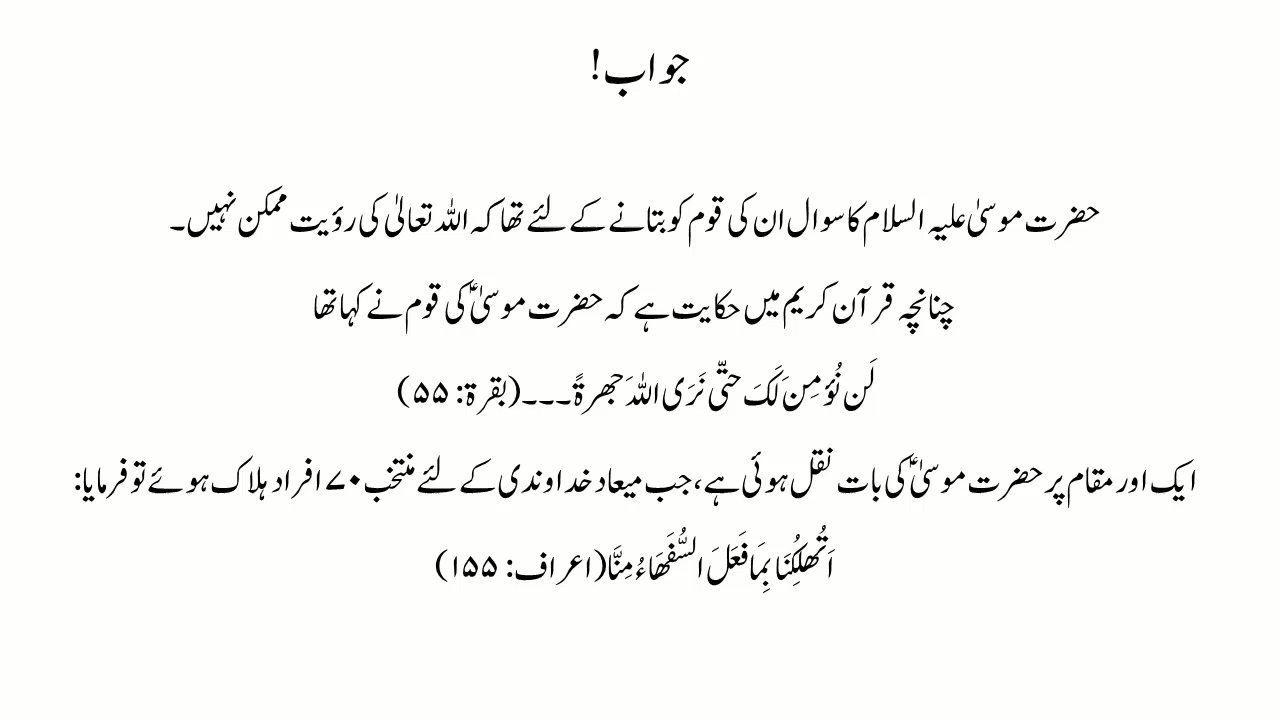 جواب!
حضرت موسیٰ علیہ السلام کا سوال ان کی قوم کو بتانے کے لئے تھا کہ اللہ تعالیٰ کی رؤیت ممکن نہیں۔
چنانچہ قرآن کریم میں حکایت ہے کہ حضرت موسیٰؑ کی قوم نے کہا تھا
لَن نُؤمِنَ لَکَ حَتّٰی نَرَی اللہَ جھرۃً۔۔۔(بقرۃ: ۵۵)
ایک اور مقام پر حضرت موسیٰؑ کی بات نقل ہوئی ہے، جب میعاد خداوندی کے لئے منتخب ۷۰ افراد ہلاک ہوئے تو فرمایا:
اَتُھلِکُنَا بِمَا فَعَلَ السُّفَھَاءُ مِنَّا (اعراف: ۱۵۵)